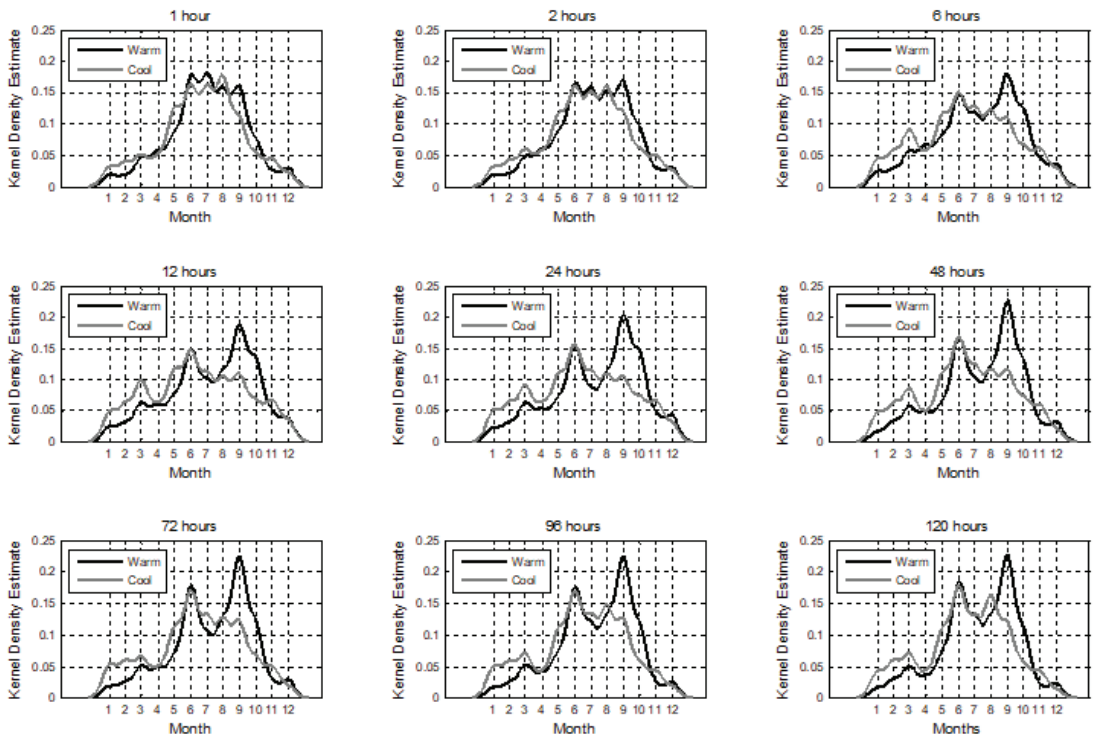 1 hour
Kernel Density Estimate
0.25
0.2
0.15
0.1
0.05
0
Warm
Cool
1 2 3 4 5 6 7 8 9 10 11 12
Month
2 hours
Kernel Density Estimate
0.25
0.2
0.15
0.1
0.05
0
Warm
Cool
1 2 3 4 5 6 7 8 9 10 11 12
Month
6 hours
Kernel Density Estimate
0.25
0.2
0.15
0.1
0.05
0
Warm
Cool
1 2 3 4 5 6 7 8 9 10 11 12
Month
12 hours
Kernel Density Estimate
0.25
0.2
0.15
0.1
0.05
0
Warm
Cool
1 2 3 4 5 6 7 8 9 10 11 12
Month
24 hours
Kernel Density Estimate
0.25
0.2
0.15
0.1
0.05
0
Warm
Cool
1 2 3 4 5 6 7 8 9 10 11 12
Month
48 hours
Kernel Density Estimate
0.25
0.2
0.15
0.1
0.05
0
Warm
Cool
1 2 3 4 5 6 7 8 9 10 11 12
Month
72 hours
Kernel Density Estimate
0.25
0.2
0.15
0.1
0.05
0
Warm
Cool
1 2 3 4 5 6 7 8 9 10 11 12
Month
96 hours
Kernel Density Estimate
0.25
0.2
0.15
0.1
0.05
0
Warm
Cool
1 2 3 4 5 6 7 8 9 10 11 12
Month
120 hours
Kernel Density Estimate
0.25
0.2
0.15
0.1
0.05
0
Warm
Cool
1 2 3 4 5 6 7 8 9 10 11 12
Months